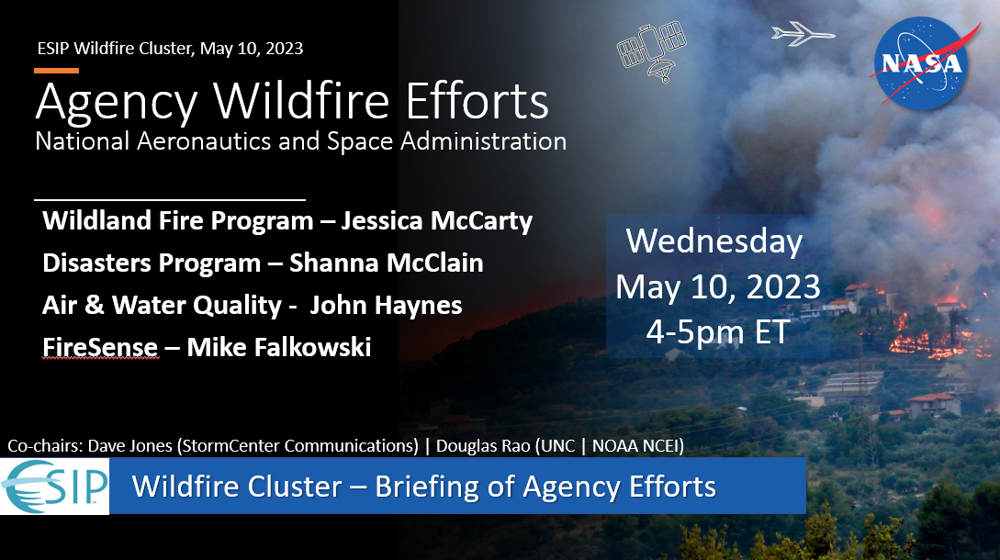 ESIP Wildfire Cluster, May 10, 2023
Agency Wildfire Efforts
National Aeronautics and Space Administration
NASA
Wildland Fire Program – Jessica McCarty
Disasters Program – Shanna McClain
Air & Water Quality -  John Haynes
FireSense – Mike Falkowski
Wednesday
May 10, 2023
4-5pm ET
Co-chairs: Dave Jones (StormCenter Communications) | Douglas Rao (UNC | NOAA NCEI)
ESIP
Wildfire Cluster – Briefing of Agency Efforts